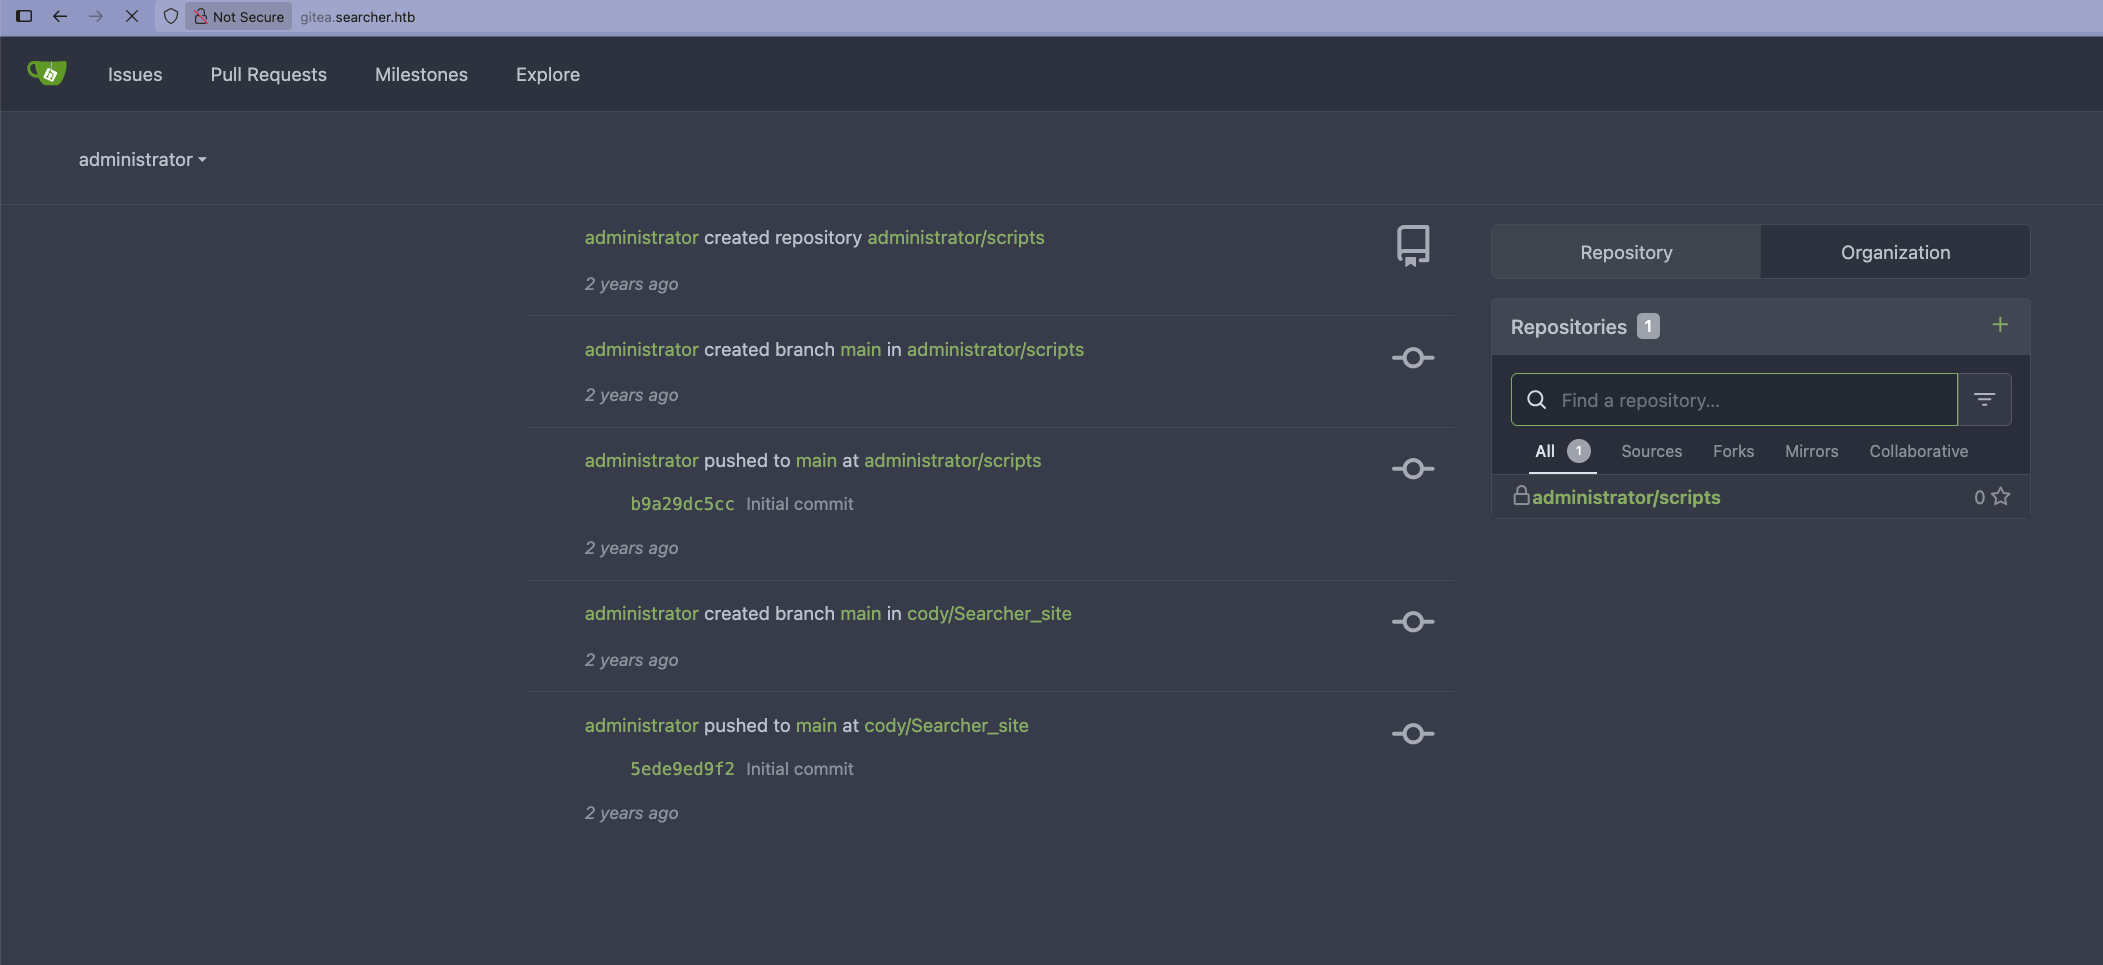 Not Secure gitea.searcher.htb
Issues Pull Requests Milestones Explore
administrator
administrator created repository administrator/scripts
2 years ago
administrator created branch main in administrator/scripts
2 years ago
administrator pushed to main at administrator/scripts
b9a29dc5cc Initial commit
2 years ago
administrator created branch main in cody/Searcher_site
2 years ago
administrator pushed to main at cody/Searcher_site
5ede9ed9f2 Initial commit
2 years ago
Repository Organization
Repositories 1
Find a repository...
All 1 Sources Forks Mirrors Collaborative
administrator/scripts 0